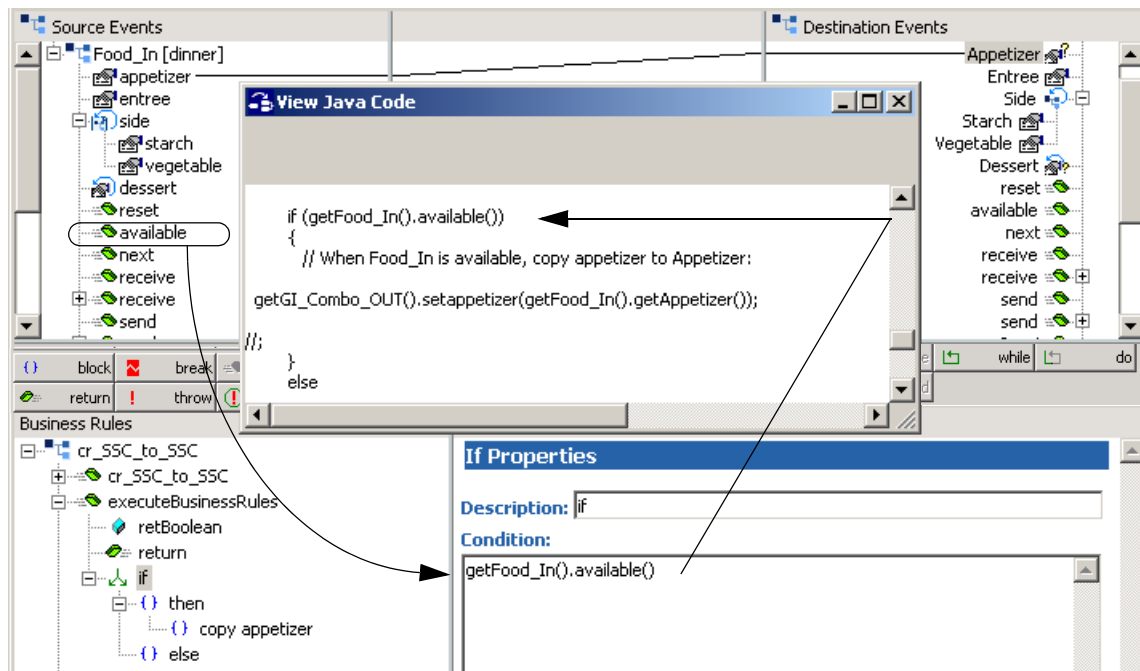 Source Events
Destination Events
Food_In [dinner]
appetizer
entree
side
starch
vegetable
dessert
reset
available
next
receive
receive
send
Appetizer
Entree
Side
Starch
Vegetable
Dessert
reset
available
next
receive
receive
send
send
View Java Code
if (getFood_In().available())
{
// When Food_In is available, copy appetizer to Appetizer:
getGI_Combo_OUT().setappetizer(getFood_In().getAppetizer());
//;
}
else
{} block break while do
return ! throw
Business Rules
cr_SSC_to_SSC
cr_SSC_to_SSC
executeBusinessRules
retBoolean
return
if
{} then
{} copy appetizer
{} else
If Properties
Description: if
Condition:
getFood_In().available()